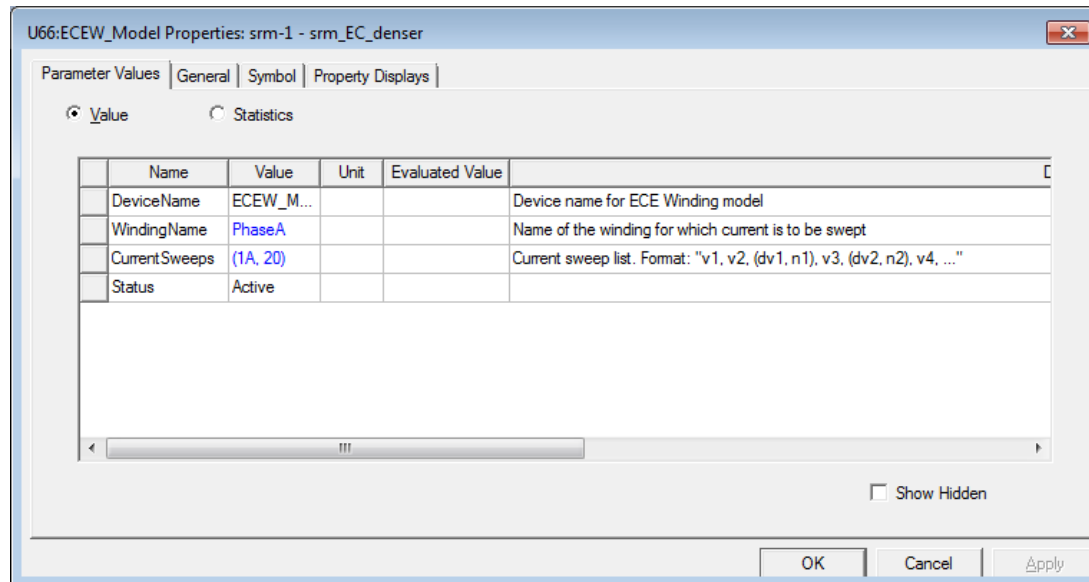 U66:ECEW_Model Properties: srm-1 - srm_EC_denser
Parameter Values General Symbol Property Displays
Value Statistics
Name Value Unit Evaluated Value D
DeviceName ECEW_M... Device name for ECE Winding model
WindingName PhaseA Name of the winding for which current is to be swept
CurrentSweeps (1A, 20) Current sweep list. Format: "v1, v2, (dv1, n1), v3, (dv2, n2), v4, ..."
Status Active
Show Hidden
OK Cancel Apply